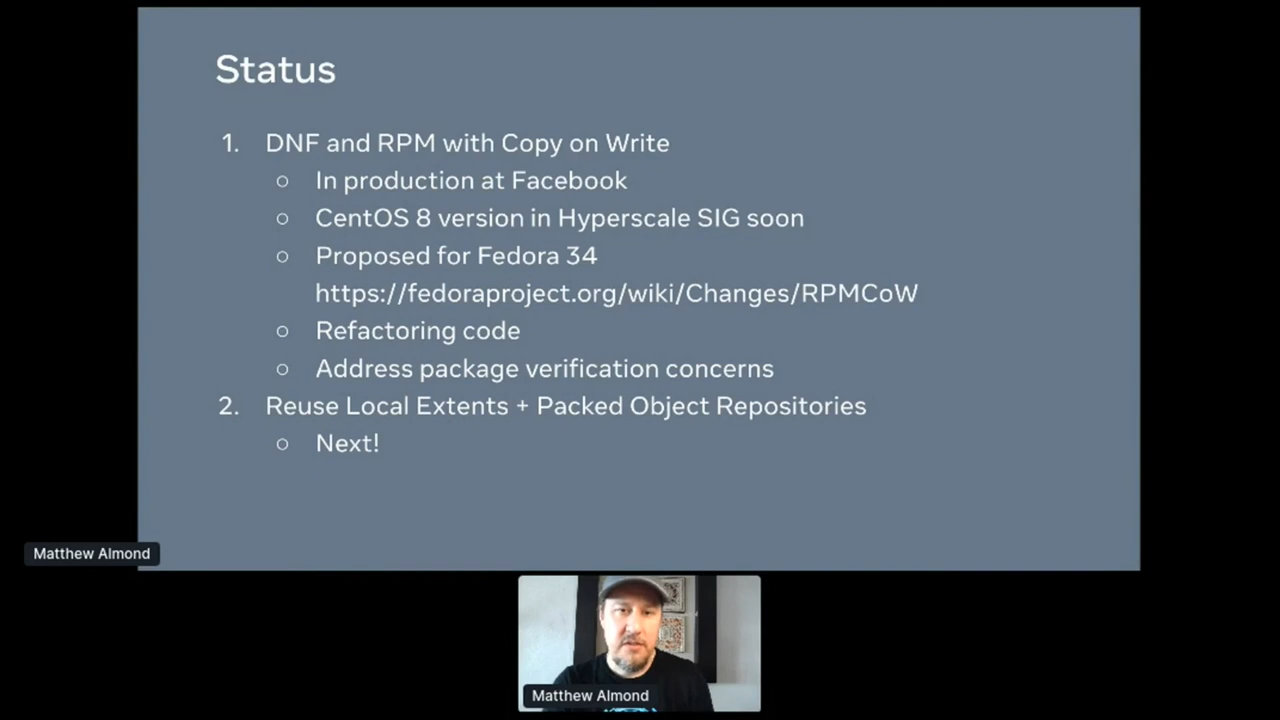 Status
1. DNF and RPM with Copy on Write
○ In production at Facebook
○ CentOS 8 version in Hyperscale SIG soon
○ Proposed for Fedora 34
https://fedoraproject.org/wiki/Changes/RPMCoW
○ Refactoring code
○ Address package verification concerns
2. Reuse Local Extents + Packed Object Repositories
○ Next!
Matthew Almond
Matthew Almond